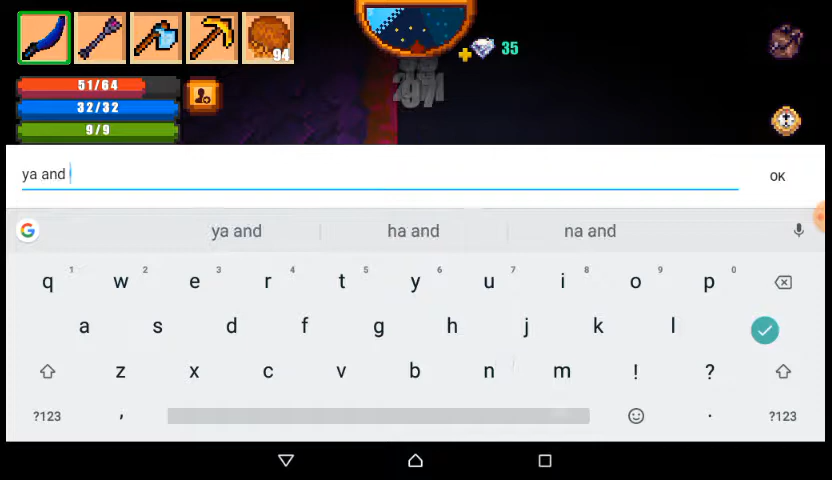 94
35
51/64
32/32
9/9
97
ya and
OK
ya and
ha and
na and
q 1 w 2 e 3 r 4 t 5 y 6 u 7 i 8 o 9 p 0
a s d f g h j k l
z x c v b n m ! ?
?123 , . ?123